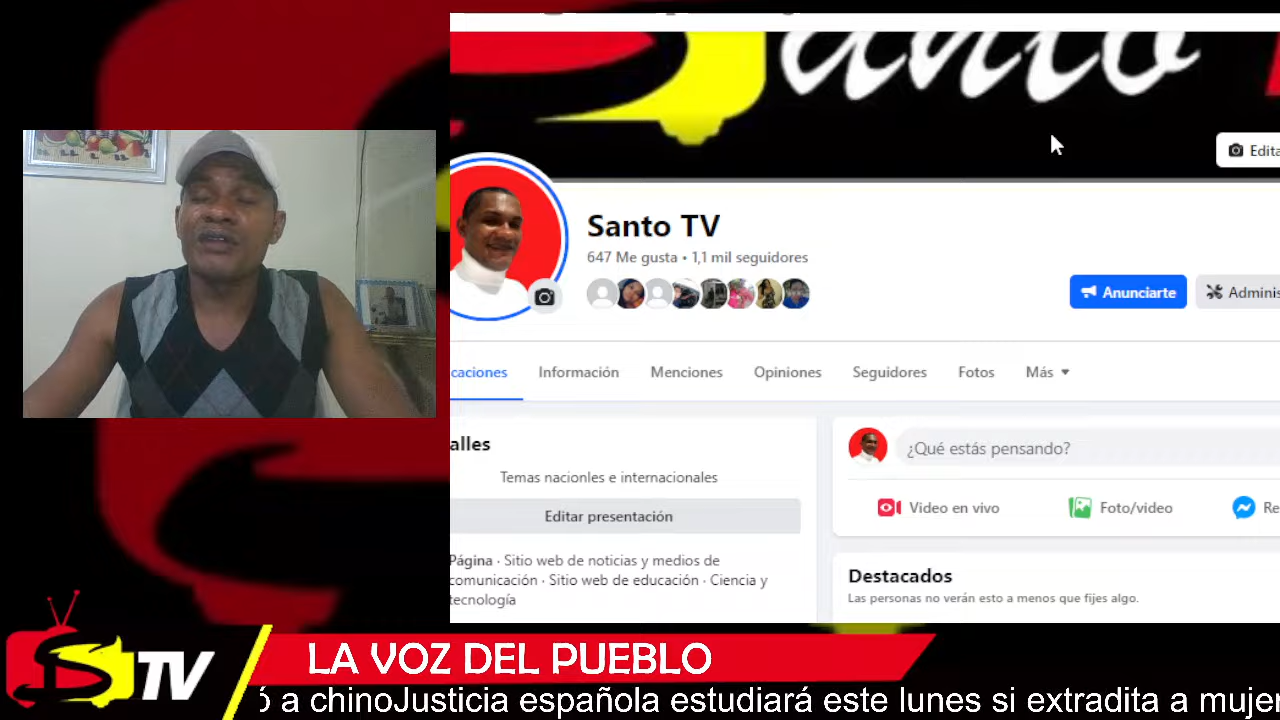 Santo
Edita
Santo TV
647 Me gusta • 1,1 mil seguidores
Anunciarte
Adminis
caciones
Información
Menciones
Opiniones
Seguidores
Fotos
Más
alles
Temas nacionles e internacionales
Editar presentación
Página · Sitio web de noticias y medios de
comunicación · Sitio web de educación · Ciencia y
tecnología
¿Qué estás pensando?
Video en vivo
Foto/video
Re
Destacados
Las personas no verán esto a menos que fijes algo.
STV
LA VOZ DEL PUEBLO
ó a chinoJusticia española estudiará este lunes si extradita a mujer